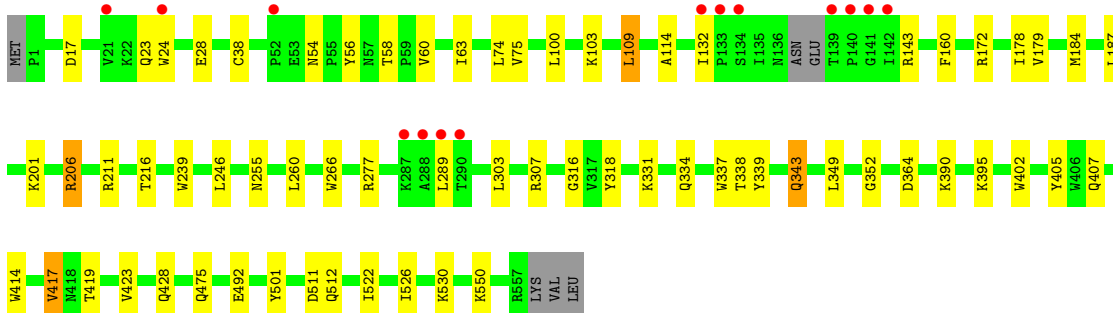 MET P1 D17 V21 K22 Q23 W24 E28 C38 P52 E53 N54 P55 Y56 N57 T58 P59 V60 I63 L74 V75 L100 K103 L109 A114 I132 P133 S134 I135 N136 ASN GLU T139 P140 G141 I142 R143 F160 R172 I178 V179 M184 L187
K201 R206 R211 T216 W239 L246 N255 L260 W266 R277 K287 A288 L289 T290 L303 R307 G316 V317 Y318 K331 Q334 W337 T338 Y339 Q343 L349 G352 D364 K390 K395 W402 Y405 W406 Q407
W414 V417 N418 T419 V423 Q428 Q475 E492 Y501 D511 Q512 I522 I526 K530 K550 R557 LYS VAL LEU